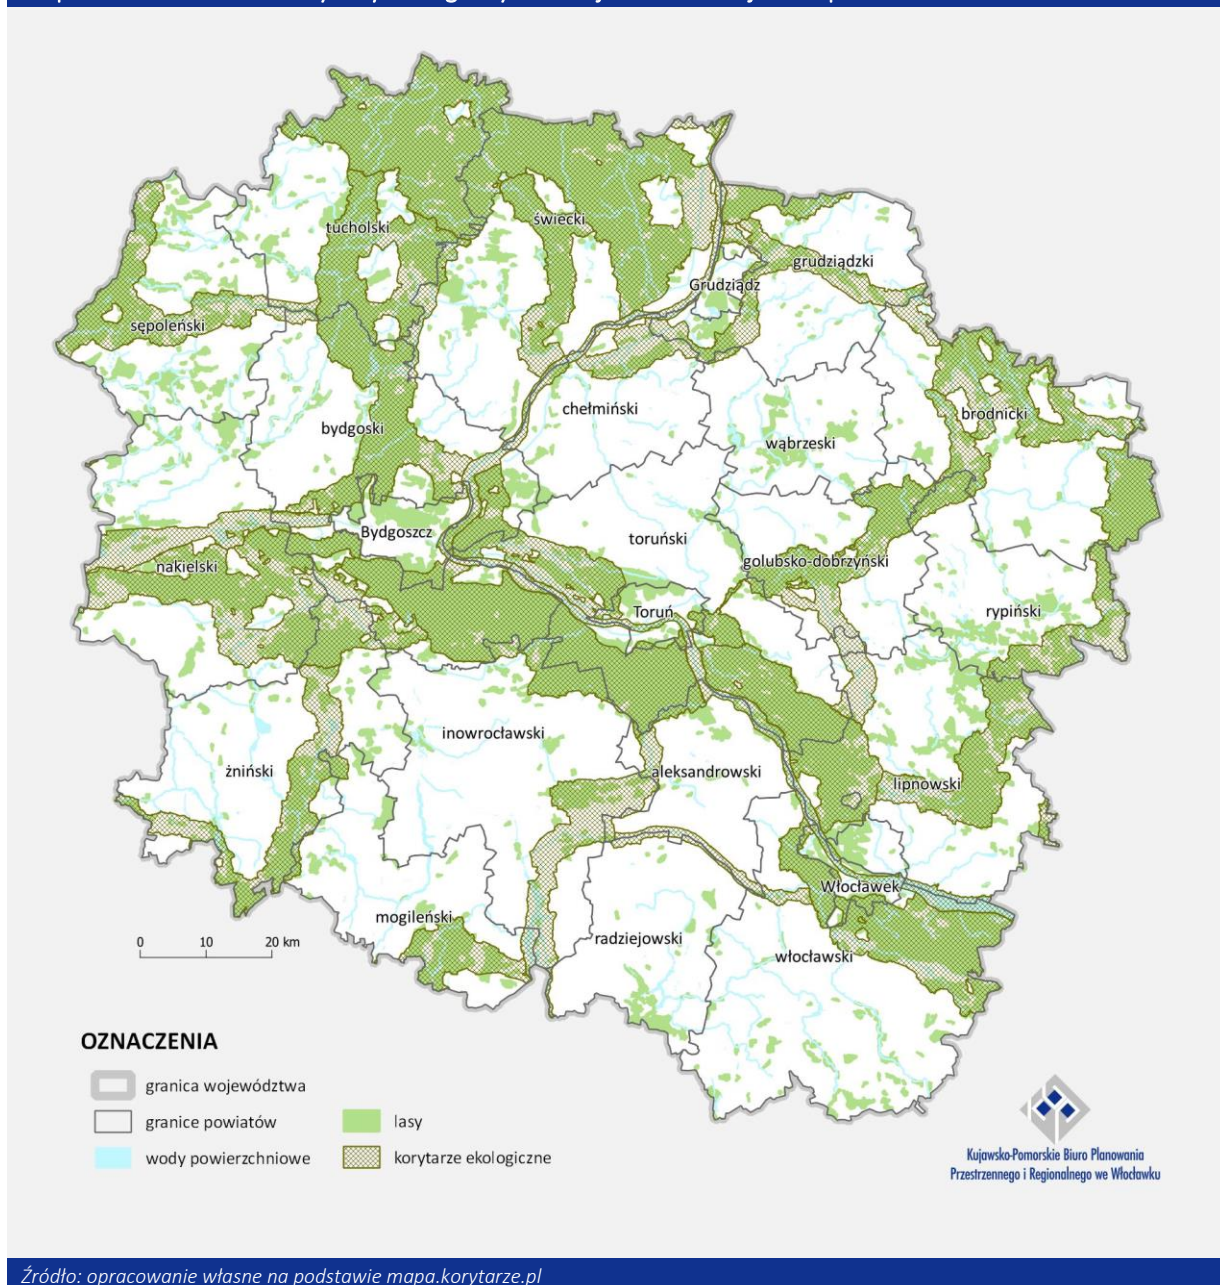 tucholski
świecki
grudziądzki
Grudziądz
sępoleński
chełmiński
brodnicki
bydgoski
wąbrzeski
Bydgoszcz
toruński
nakielski
golubsko-dobrzyński
Toruń
rypiński
inowrocławski
żniński
aleksandrowski
lipnowski
Włocławek
mogileński
radziejowski
włocławski
0 10 20 km
OZNACZENIA
granica województwa
granice powiatów
lasy
wody powierzchniowe
korytarze ekologiczne
Kujawsko-Pomorskie Biuro Planowania
Przestrzennego i Regionalnego we Włocławku
Źródło: opracowanie własne na podstawie mapa.korytarze.pl